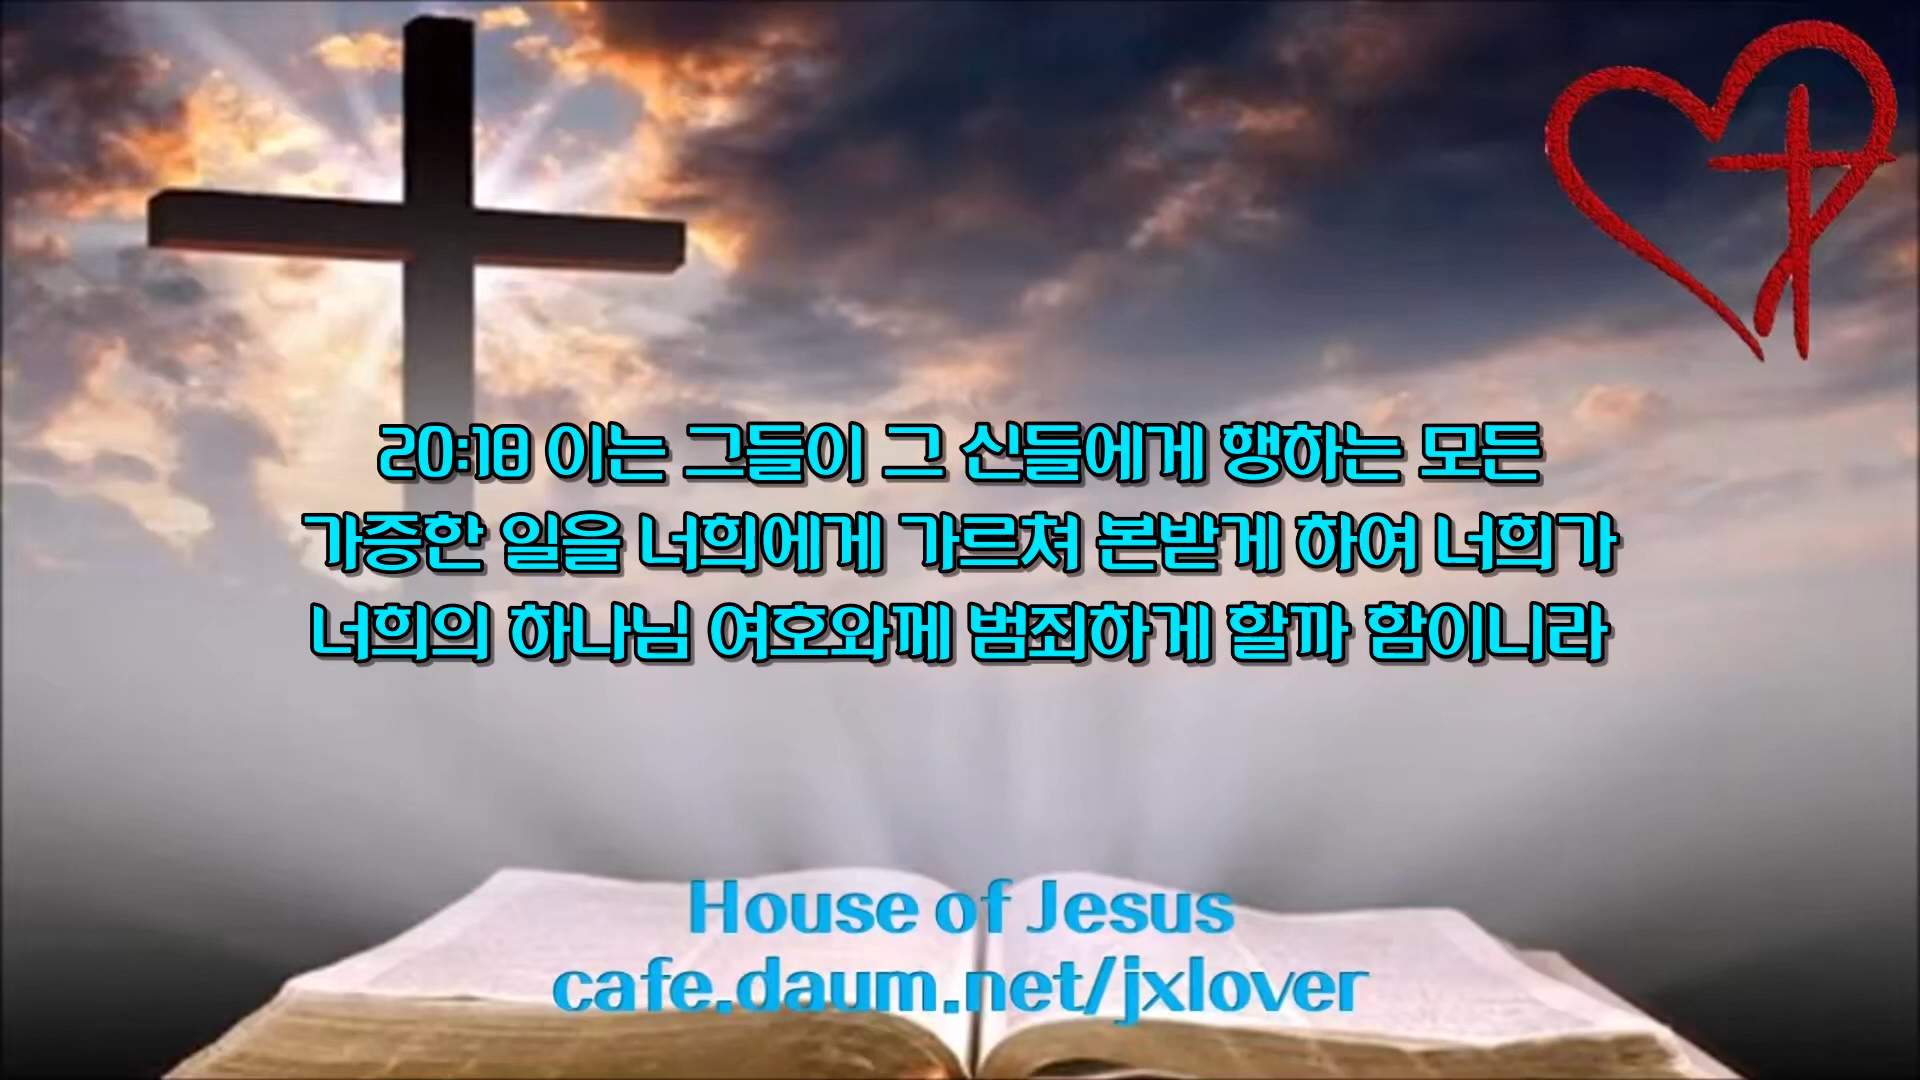 20:18 이는 그들이 그 신들에게 행하는 모든
가증한 일을 너희에게 가르쳐 본받게 하여 너희가
너희의 하나님 여호와께 범죄하게 할까 함이니라
House of Jesus
cafe.daum.net/jxlover